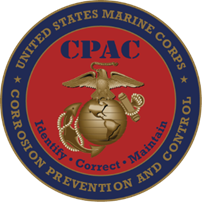 UNITED STATES MARINE CORPS
CPAC
Identify • Correct • Maintain
CORROSION PREVENTION AND CONTROL